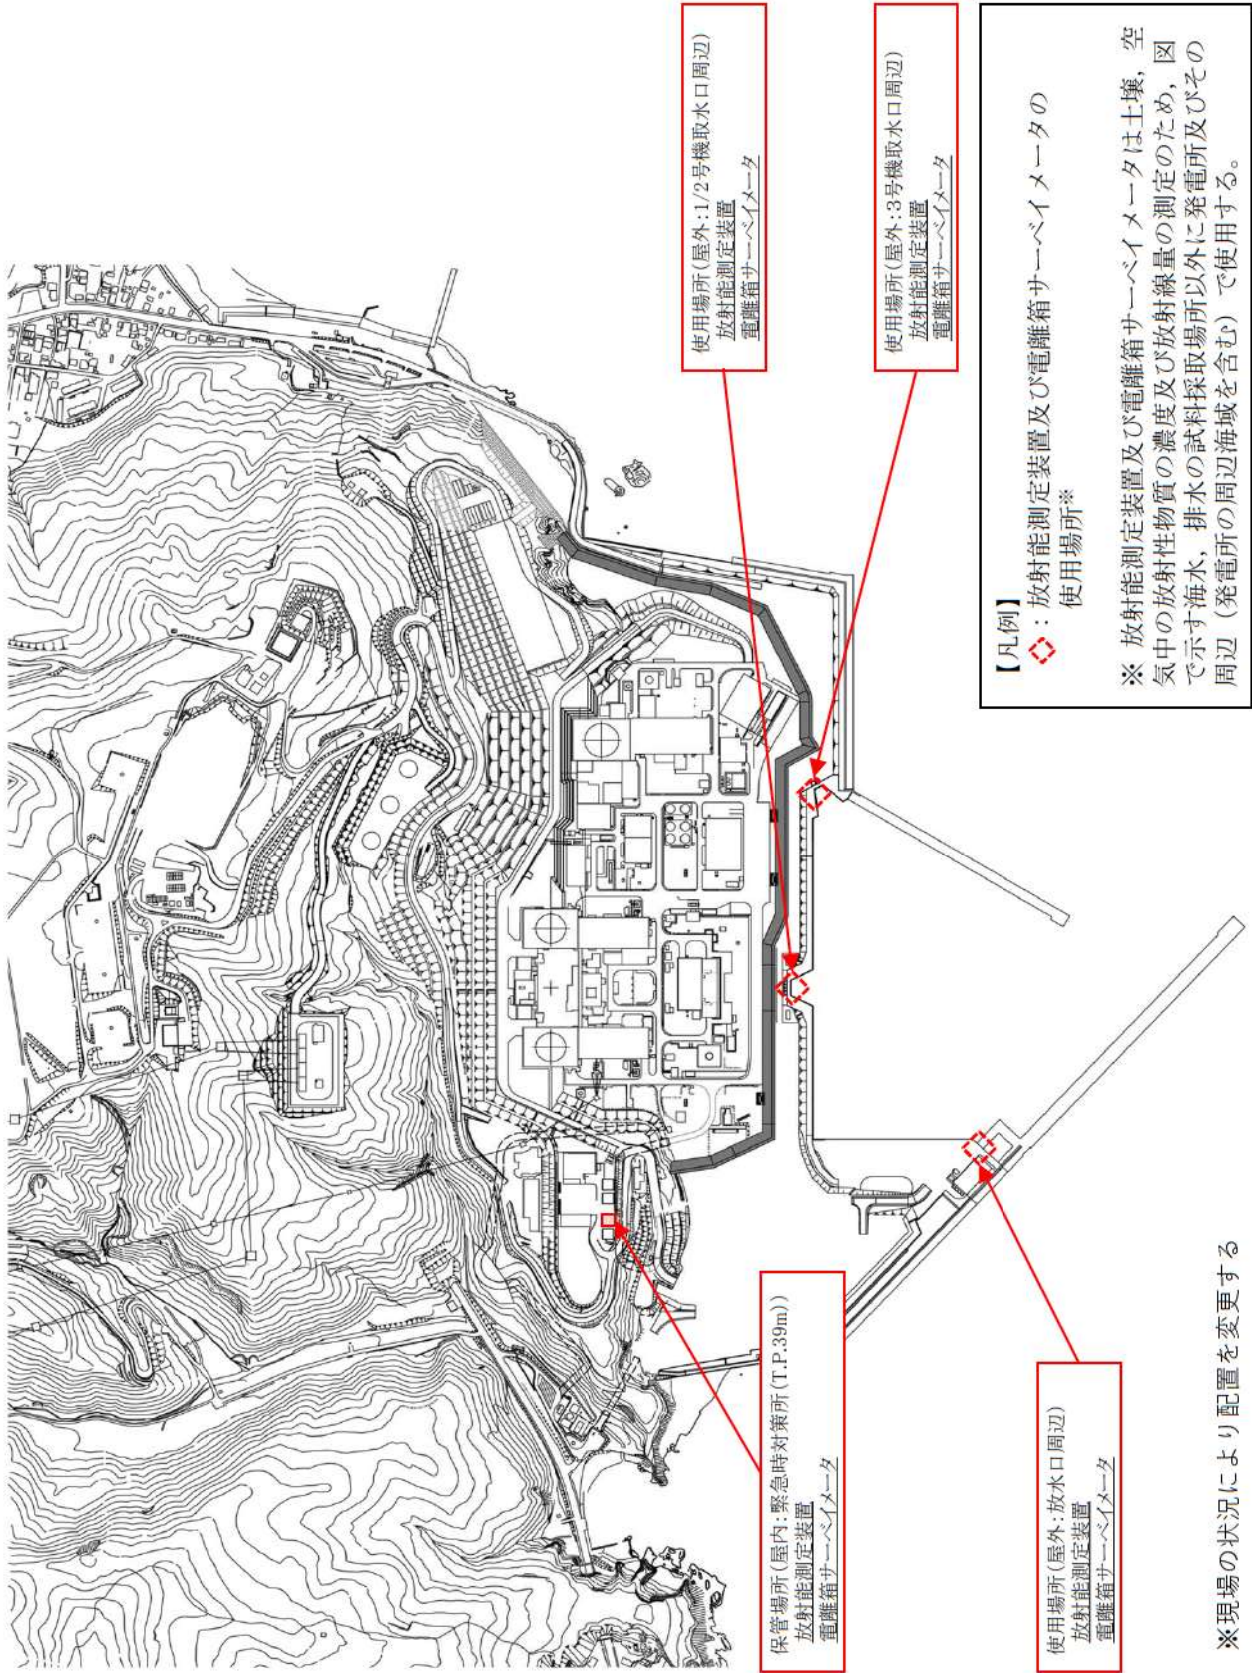 保管場所(屋内:緊急時対策所(T.P.39m))
放射能測定装置
電離箱サーベイメータ
使用場所(屋外:放水口周辺)
放射能測定装置
電離箱サーベイメータ
使用場所(屋外:1/2号機取水口周辺)
放射能測定装置
電離箱サーベイメータ
使用場所(屋外:3号機取水口周辺)
放射能測定装置
電離箱サーベイメータ
【凡例】
:放射能測定装置及び電離箱サーベイメータの
使用場所※
※ 放射能測定装置及び電離箱サーベイメータは土壌，空
気中の放射性物質の濃度及び放射線量の測定のため，図
で示す海水，排水の試料採取場所以外に発電所及びその
周辺（発電所の周辺海域を含む）で使用する。
※現場の状況により配置を変更する